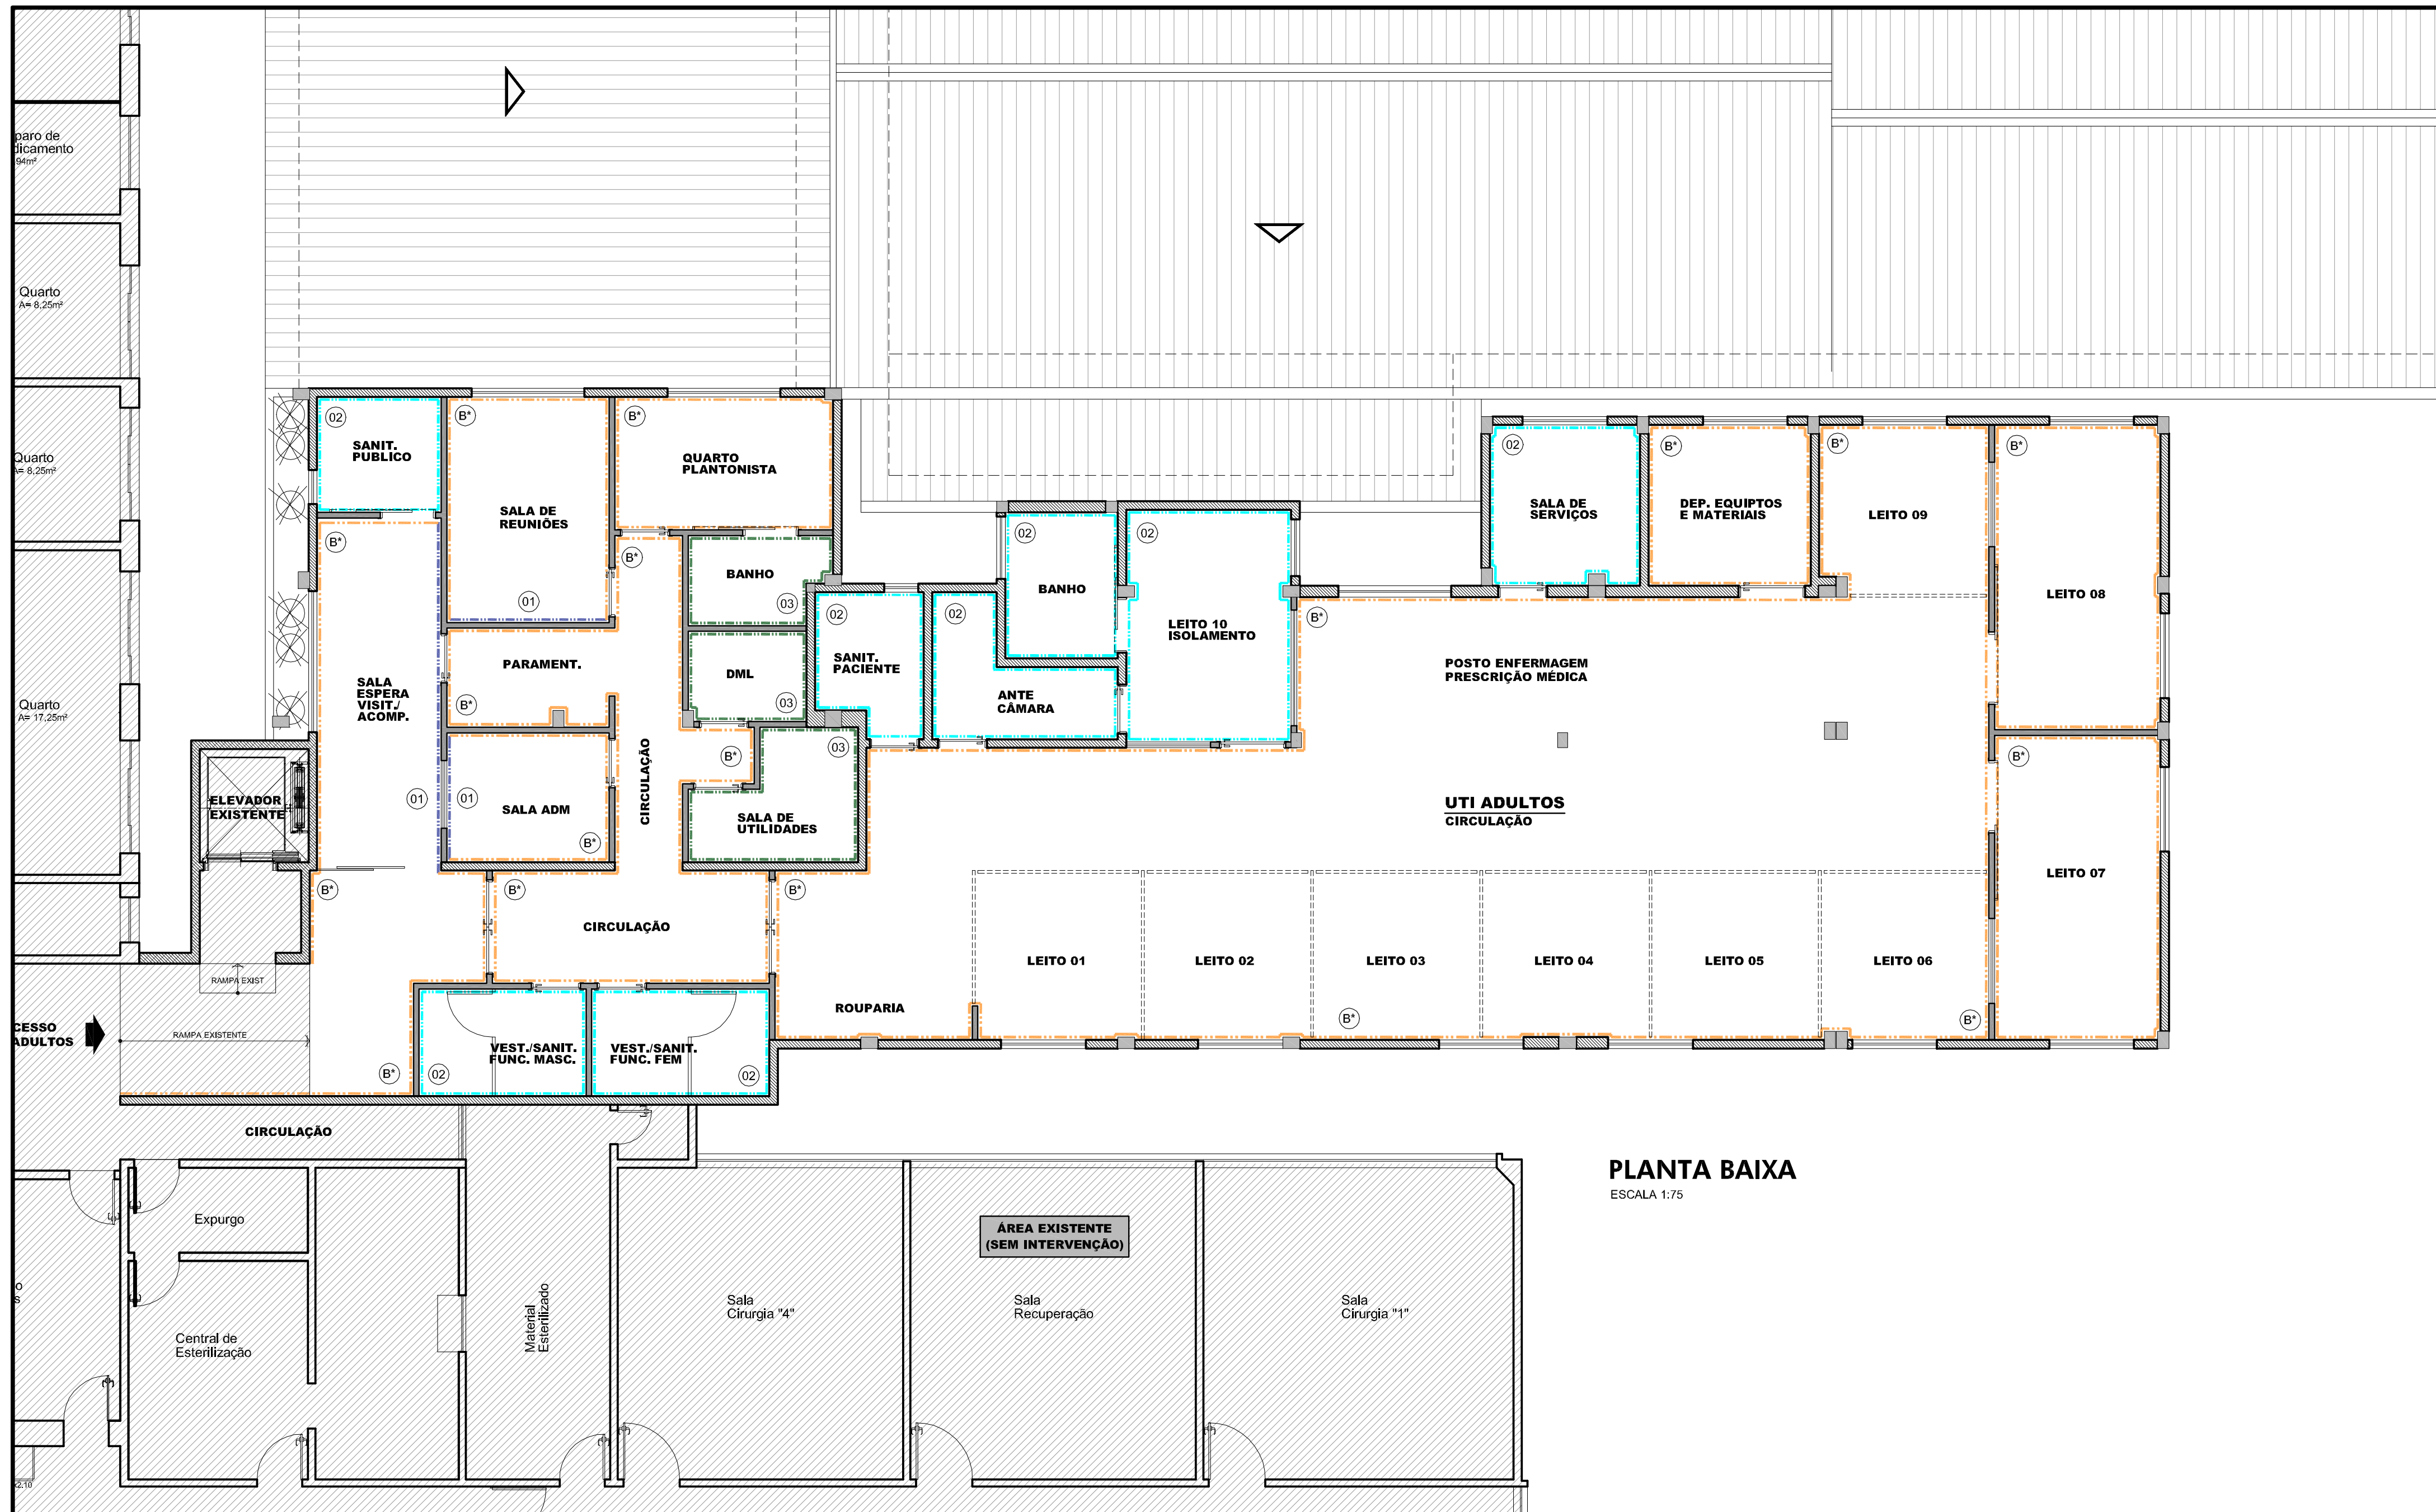 paro de
dicamento
,94m²
Quarto
A= 8,25m²
Quarto
A= 8,25m²
Quarto
A= 17,25m²
02
SANIT.
PUBLICO
B*
SALA DE
REUNIÕES
01
B*
QUARTO
PLANTONISTA
B*
SALA
ESPERA
VISIT./
ACOMP.
01
B*
BANHO
03
PARAMENT.
B*
DML
03
01
SALA ADM
B*
CIRCULAÇÃO
B*
03
SALA DE
UTILIDADES
02
SANIT.
PACIENTE
02
ANTE
CÂMARA
02
BANHO
02
LEITO 10
ISOLAMENTO
02
SALA DE
SERVIÇOS
B*
DEP. EQUIPTOS
E MATERIAIS
B*
LEITO 09
B*
LEITO 08
B*
POSTO ENFERMAGEM
PRESCRIÇÃO MÉDICA
B*
LEITO 07
UTI ADULTOS
CIRCULAÇÃO
ELEVADOR
EXISTENTE
B*
B*
CIRCULAÇÃO
B*
ROUPARIA
LEITO 01
LEITO 02
LEITO 03
LEITO 04
LEITO 05
LEITO 06
B*
B*
RAMPA EXIST
CESSO
ADULTOS
RAMPA EXISTENTE
B*
02
VEST./SANIT.
FUNC. MASC.
VEST./SANIT.
FUNC. FEM
02
CIRCULAÇÃO
PLANTA BAIXA
ESCALA 1:75
Expurgo
ÁREA EXISTENTE
(SEM INTERVENÇÃO)
o
s
Central de
Esterilização
Material
Esterilizado
Sala
Cirurgia "4"
Sala
Recuperação
Sala
Cirurgia "1"
x2,10